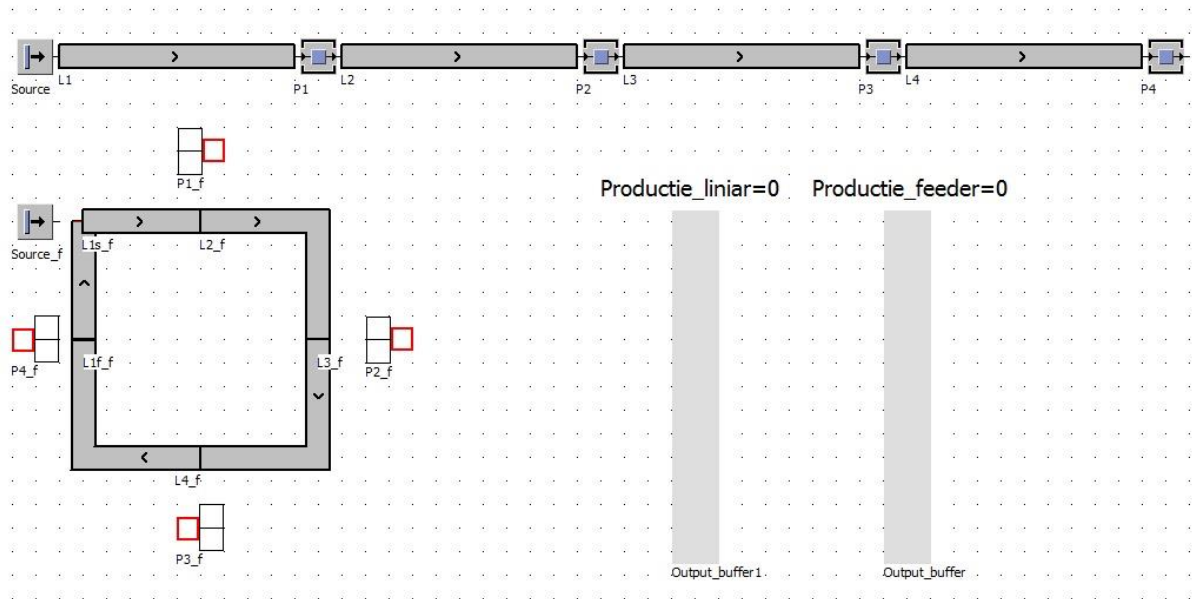 Source
L1
P1
L2
P2
L3
P3
L4
P4
P1_f
Productie_liniar=0
Productie_feeder=0
Source_f
L1s_f
L2_f
P4_f
L1f_f
L3_f
P2_f
L4_f
P3_f
Output_buffer1
Output_buffer